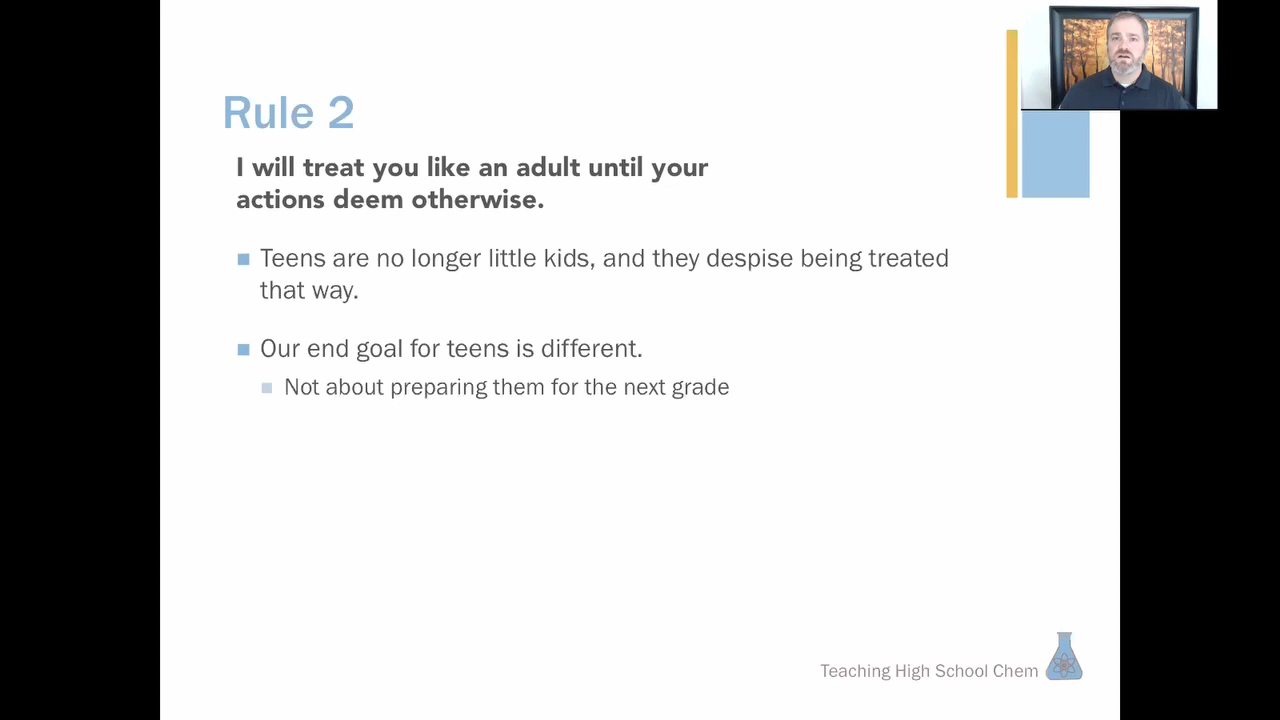 Rule 2
I will treat you like an adult until your
actions deem otherwise.
Teens are no longer little kids, and they despise being treated
that way.
Our end goal for teens is different.
Not about preparing them for the next grade
Teaching High School Chem